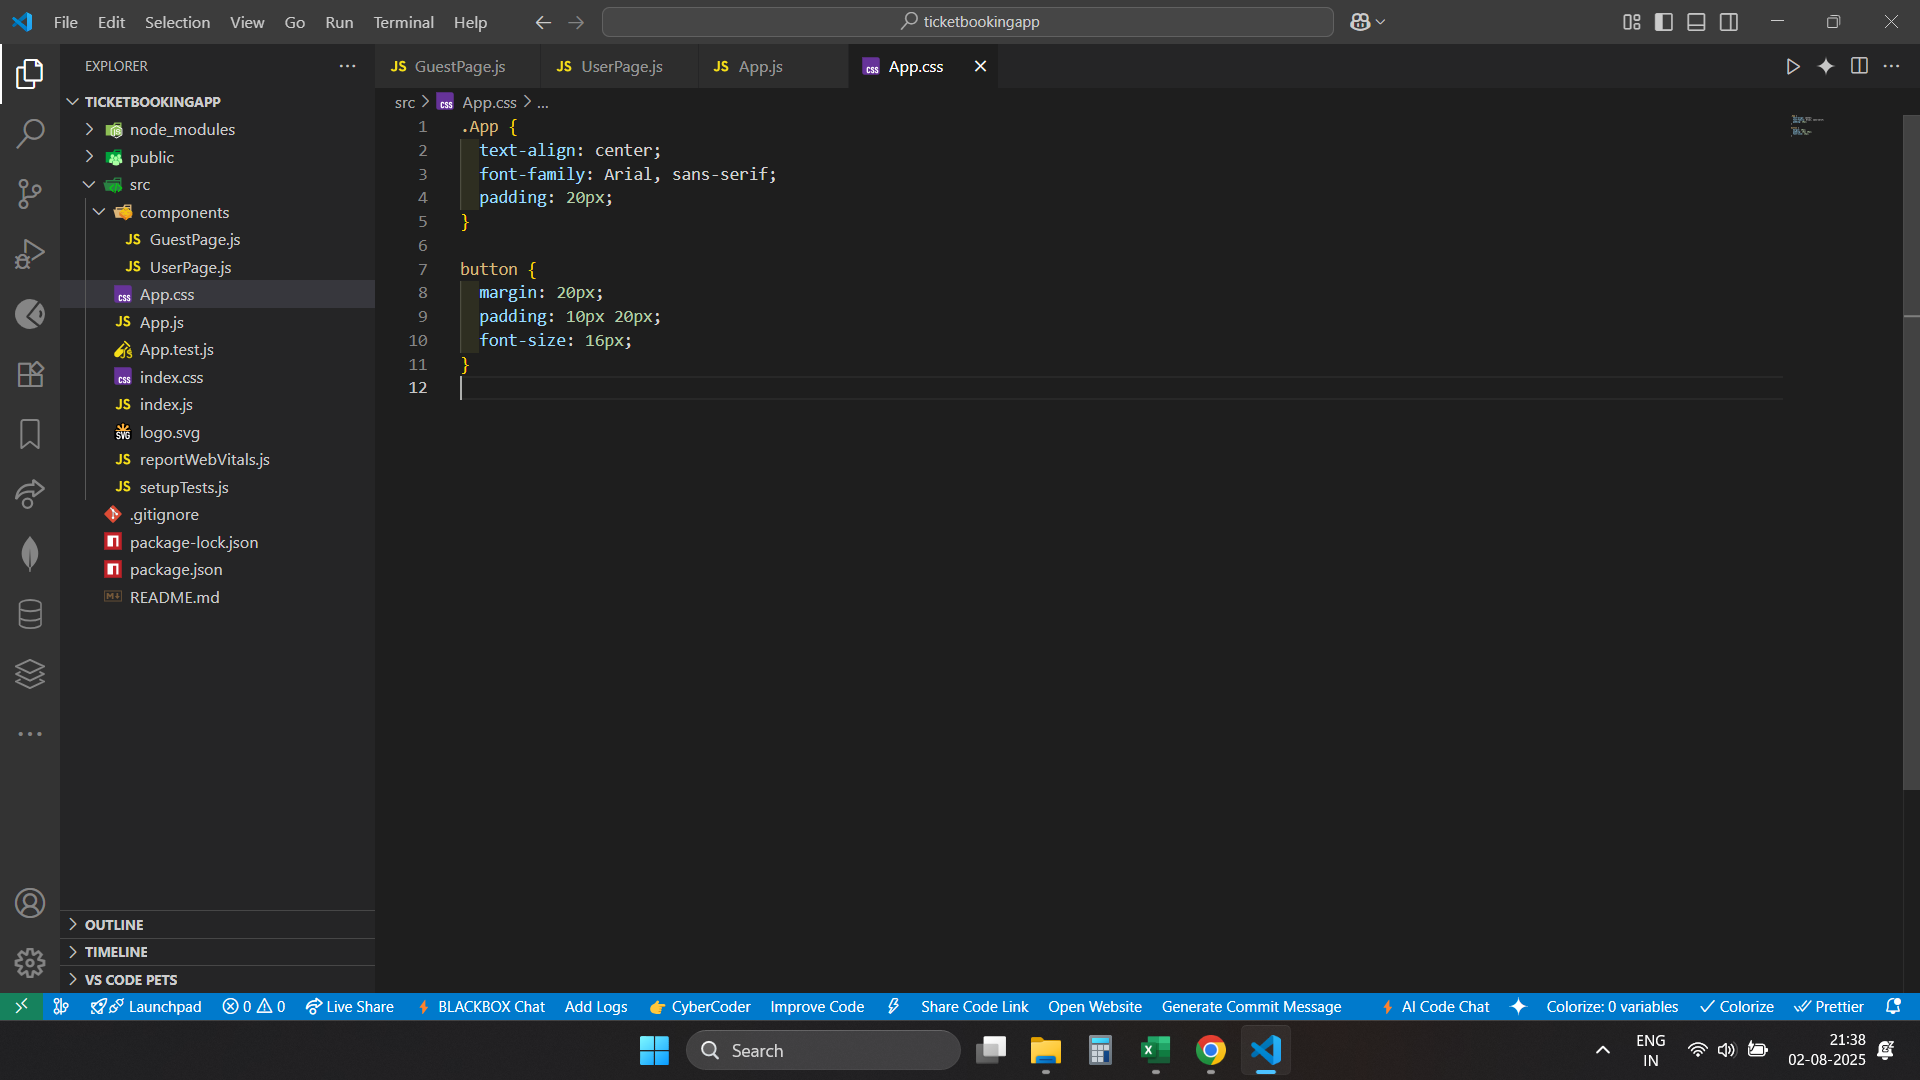 File Edit Selection View Go Run Terminal Help
ticketbookingapp
EXPLORER
JS GuestPage.js
JS UserPage.js
JS App.js
css App.css
TICKETBOOKINGAPP
node_modules
public
src
components
JS GuestPage.js
JS UserPage.js
css App.css
JS App.js
App.test.js
css index.css
JS index.js
SVG logo.svg
JS reportWebVitals.js
JS setupTests.js
.gitignore
package-lock.json
package.json
README.md
OUTLINE
TIMELINE
VS CODE PETS
src > css App.css > ...
1 .App {
2 text-align: center;
3 font-family: Arial, sans-serif;
4 padding: 20px;
5 }
6
7 button {
8 margin: 20px;
9 padding: 10px 20px;
10 font-size: 16px;
11 }
12
Launchpad 0 0 Live Share BLACKBOX Chat Add Logs CyberCoder Improve Code Share Code Link Open Website Generate Commit Message AI Code Chat Colorize: 0 variables Colorize Prettier
Search
ENG
IN
21:38
02-08-2025